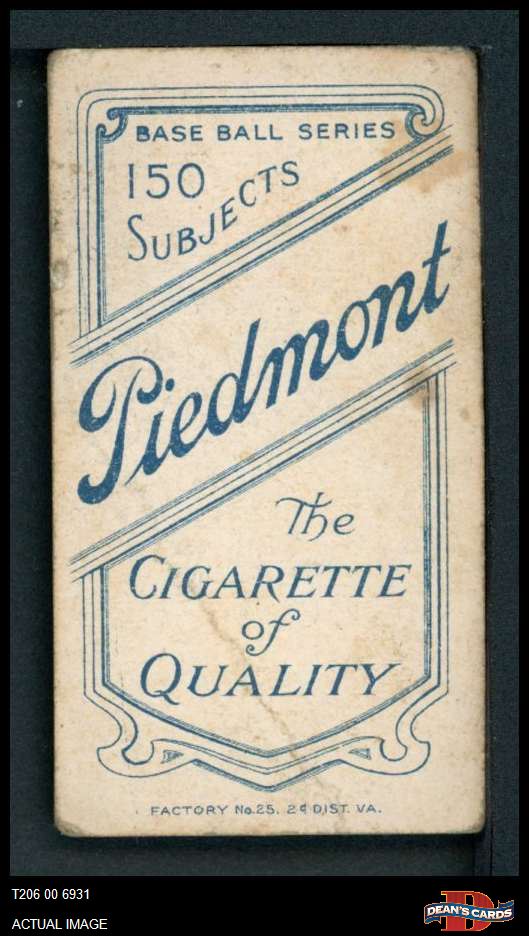 BASE BALL SERIES
150
SUBJECTS
Piedmont
The
CIGARETTE
of
QUALITY
FACTORY No. 25, 2d DIST. VA.
T206 00 6931
ACTUAL IMAGE
D
DEAN'S CARDS